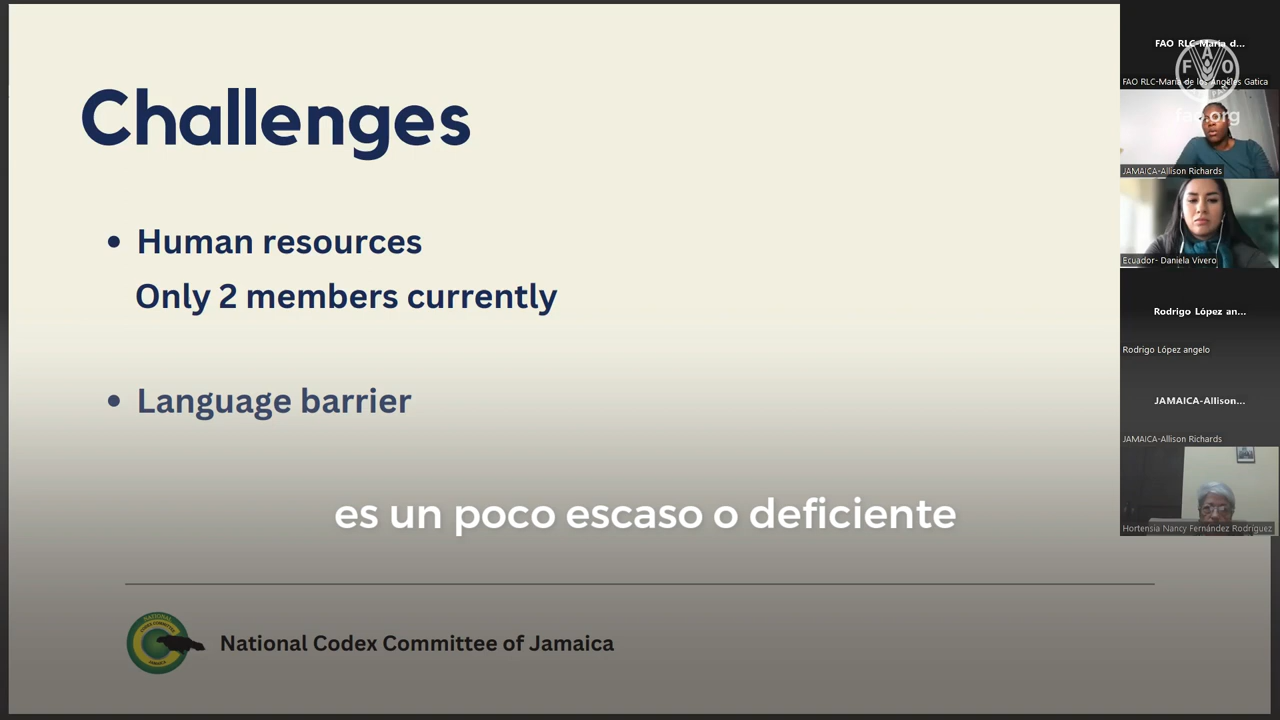 Challenges
• Human resources
Only 2 members currently
• Language barrier
es un poco escaso o deficiente
National Codex Committee of Jamaica
FAO RLC-Maria d...
FAO RLC-Maria de los Angeles Gatica
FAO
fao.org
JAMAICA-Allison Richards
Ecuador- Daniela Vivero
Rodrigo López an...
Rodrigo López angelo
JAMAICA-Allison...
JAMAICA-Allison Richards
Hortensia Nancy Fernández Rodríguez